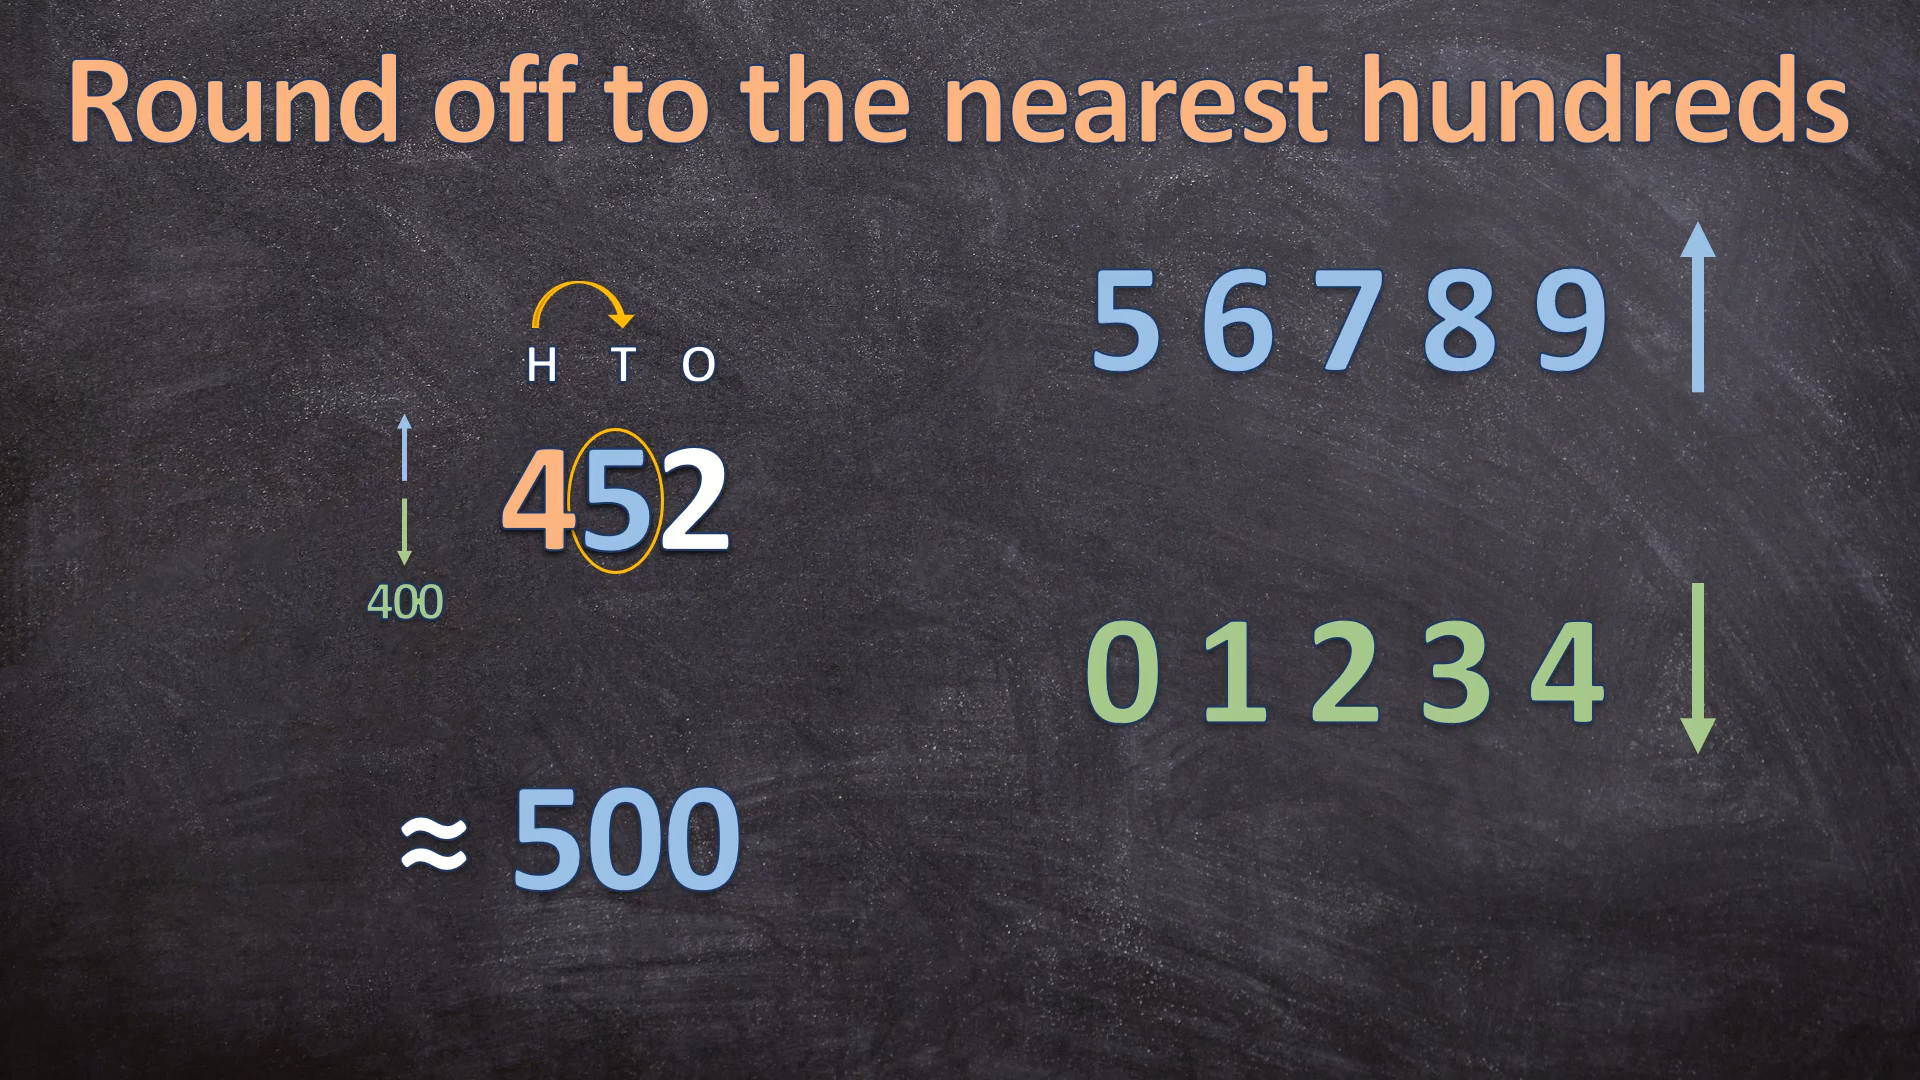 Round off to the nearest hundreds
H T O
452
400
≈ 500
5 6 7 8 9
0 1 2 3 4